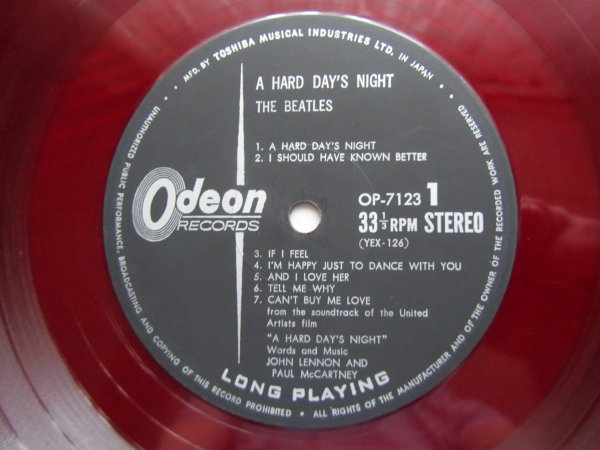 MFD. BY TOSHIBA MUSICAL INDUSTRIES LTD. IN JAPAN.
UNAUTHORIZED PUBLIC PERFORMANCE, BROADCASTING AND COPYING OF THIS RECORD PROHIBITED • ALL RIGHTS OF THE MANUFACTURER AND OF THE OWNER OF THE RECORDED WORK ARE RESERVED.
A HARD DAY'S NIGHT
THE BEATLES
1. A HARD DAY'S NIGHT
2. I SHOULD HAVE KNOWN BETTER
Odeon
RECORDS
OP-7123 1
33 1/3 RPM STEREO
(YEX-126)
3. IF I FEEL
4. I'M HAPPY JUST TO DANCE WITH YOU
5. AND I LOVE HER
6. TELL ME WHY
7. CAN'T BUY ME LOVE
from the soundtrack of the United
Artists film
"A HARD DAY'S NIGHT"
Words and Music
JOHN LENNON AND
PAUL McCARTNEY
LONG PLAYING